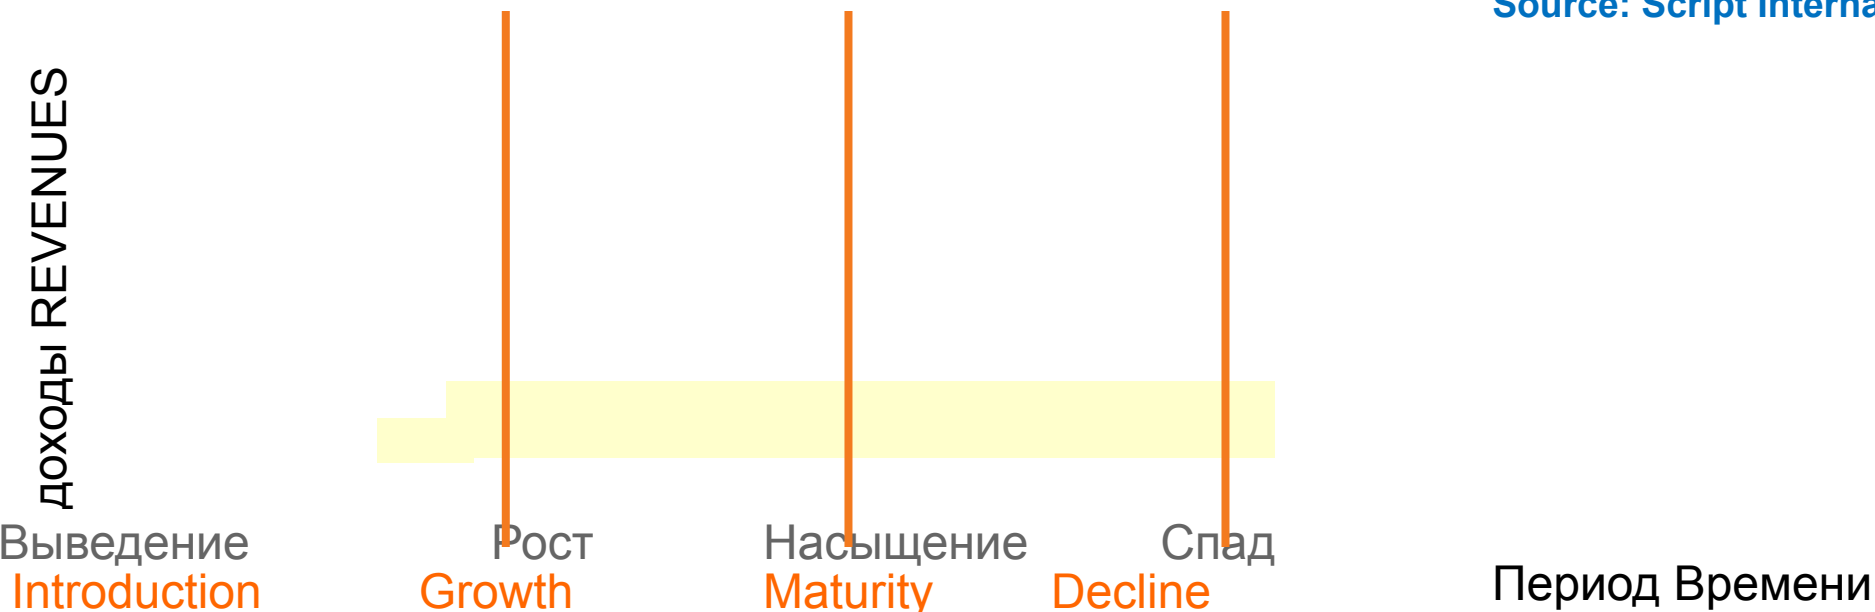 Source: Script Interna
доходы REVENUES
Выведение Рост Насыщение Спад
Introduction Growth Maturity Decline
Период Времени